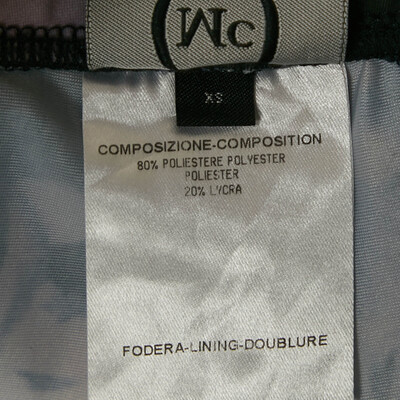 Mc
XS
COMPOSIZIONE-COMPOSITION
80% POLIESTERE POLYESTER
POLIESTER
20% LYCRA
FODERA-LINING-DOUBLURE